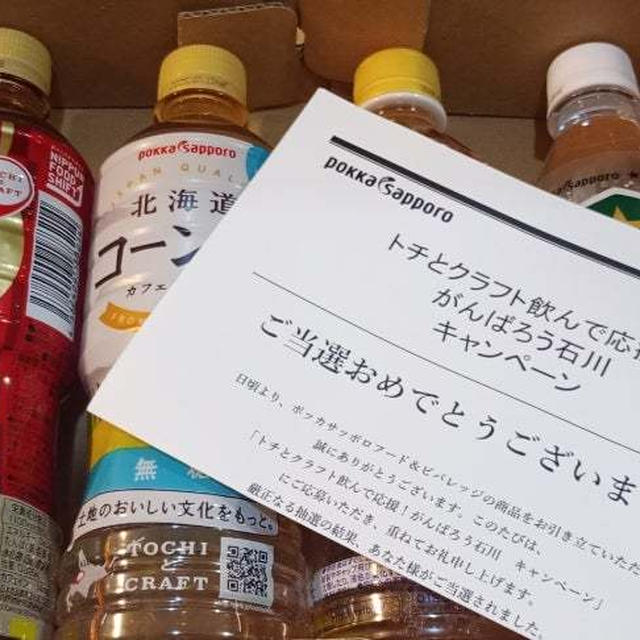 NIPPON
FOOD
SHIFT
TOCHI
CRAFT
pokka sapporo
JAPAN QUAL
北海道
コーン
カフェ
無
土地のおいしい文化をもっと。
TOCHI
と
CRAFT
pokka sapporo
トチとクラフト飲んで応援
がんばろう石川
キャンペーン
ご当選おめでとうございま
日頃より、ポッカサッポロフード&ビバレッジの商品をお引き立ていただ
誠にありがとうございます。このたびは、
「トチとクラフト飲んで応援!がんばろう石川 キャンペーン」
にご応募いただき、重ねてお礼申し上げます。
厳正なる抽選の結果、あなた様がご当選されました
sapporo